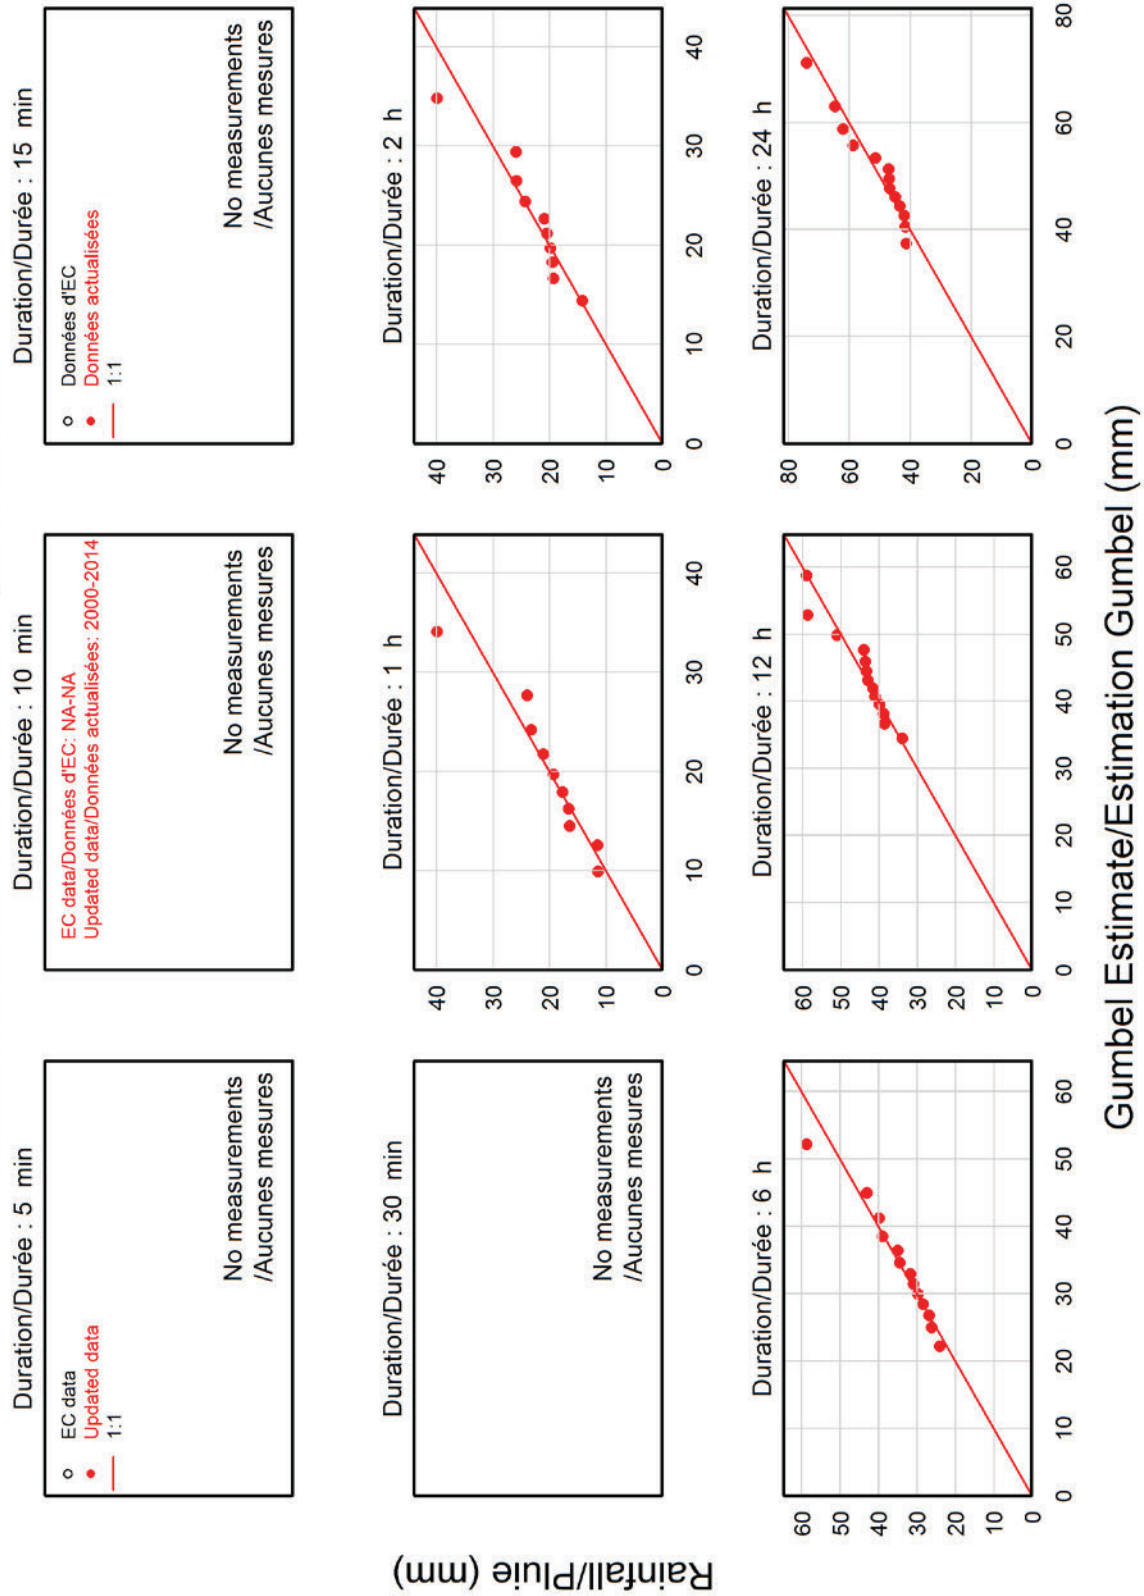 Duration/Durée : 5 min
EC data
Updated data
1:1
No measurements
/Aucunes mesures
Duration/Durée : 10 min
EC data/Données d'EC: NA-NA
Updated data/Données actualisées: 2000-2014
No measurements
/Aucunes mesures
Duration/Durée : 15 min
Données d'EC
Données actualisées
1:1
No measurements
/Aucunes mesures
Duration/Durée : 30 min
No measurements
/Aucunes mesures
Duration/Durée : 1 h
40
30
20
10
0
0 10 20 30 40
Duration/Durée : 2 h
40
30
20
10
0
0 10 20 30 40
Rainfall/Pluie (mm)
Duration/Durée : 6 h
60
50
40
30
20
10
0
0 10 20 30 40 50 60
Duration/Durée : 12 h
60
50
40
30
20
10
0
0 10 20 30 40 50 60
Duration/Durée : 24 h
80
60
40
20
0
0 20 40 60 80
Gumbel Estimate/Estimation Gumbel (mm)